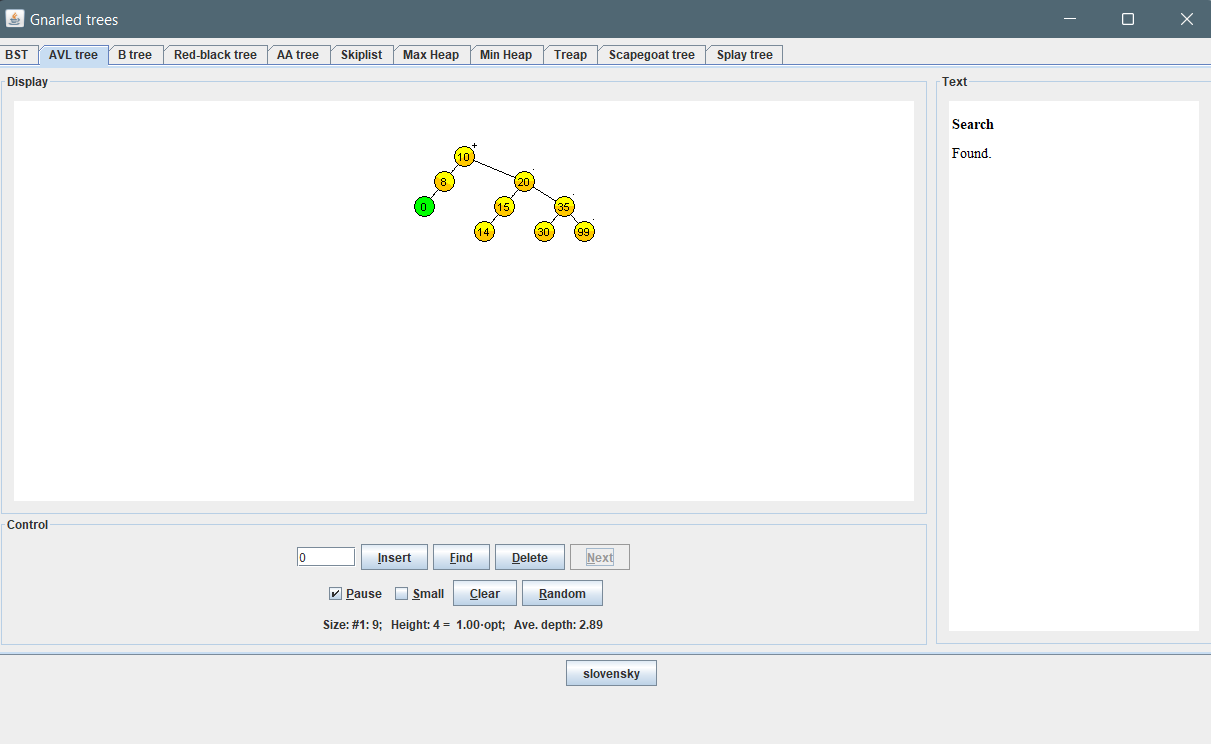 Gnarled trees
BST AVL tree B tree Red-black tree AA tree Skiplist Max Heap Min Heap Treap Scapegoat tree Splay tree
Display
10 +
8 20
0 15 35
14 30 99
Text
Search
Found.
Control
0 Insert Find Delete Next
Pause Small Clear Random
Size: #1: 9; Height: 4 = 1.00·opt; Ave. depth: 2.89
slovensky